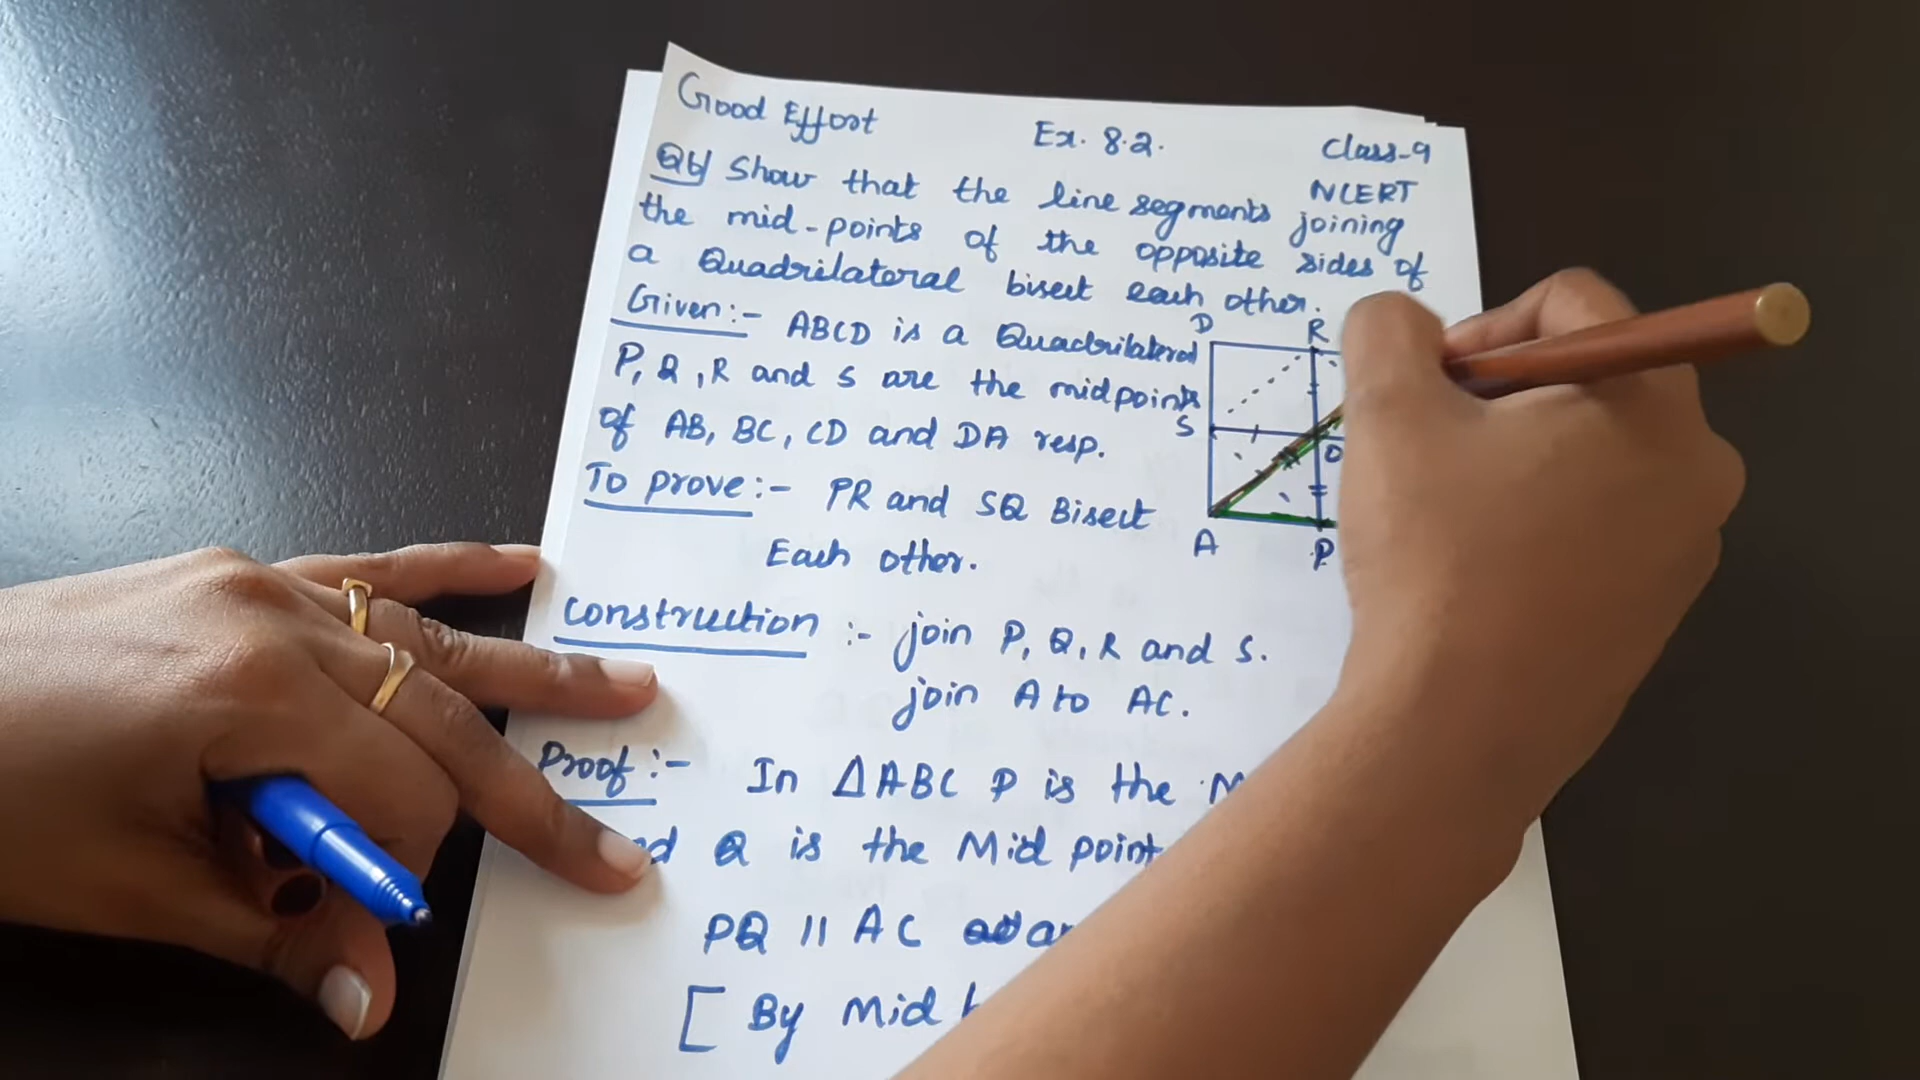 Good Effort Ex. 8.2. Class-9
NCERT
Q6) Show that the line segments joining
the mid-points of the opposite sides of
a Quadrilateral bisect each other.
Given:- ABCD is a Quadrilateral
P, Q, R and S are the midpoints
of AB, BC, CD and DA resp.
To prove:- PR and SQ Bisect
Each other.
Construction :- join P, Q, R and S.
join A to AC.
Proof:- In ΔABC P is the
Q is the Mid point
PQ || AC
[ By Mid
D R
S O
A P